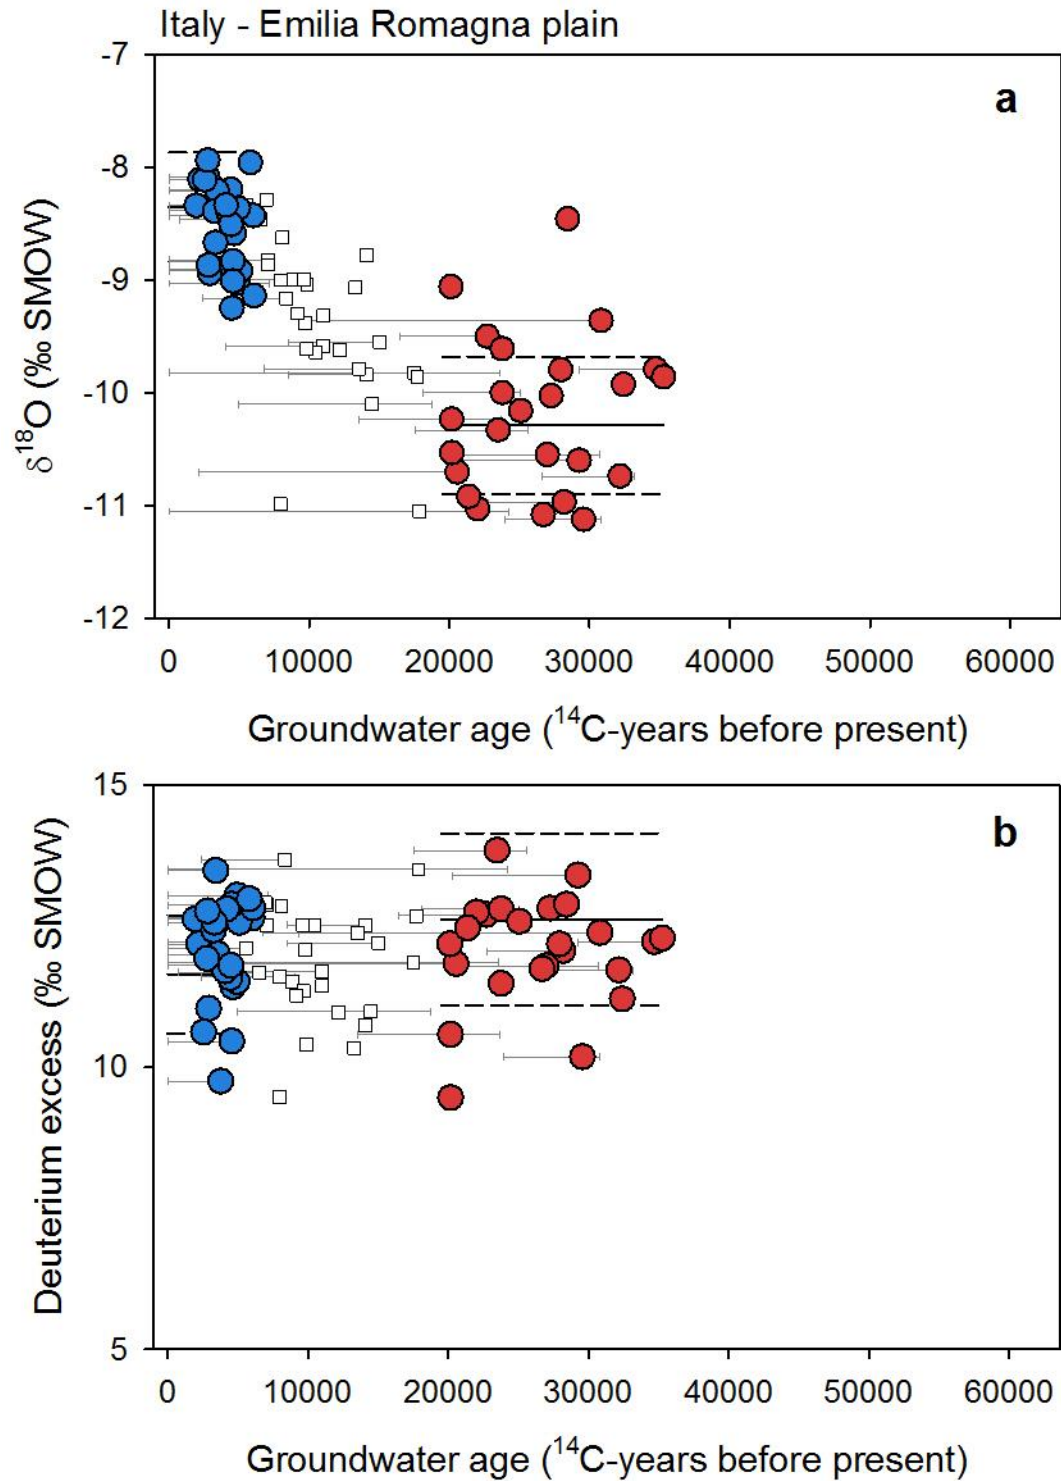 Italy - Emilia Romagna plain
a
-7
-8
-9
-10
-11
-12
δ18O (‰ SMOW)
0 10000 20000 30000 40000 50000 60000
Groundwater age (14C-years before present)
b
15
10
5
Deuterium excess (‰ SMOW)
0 10000 20000 30000 40000 50000 60000
Groundwater age (14C-years before present)